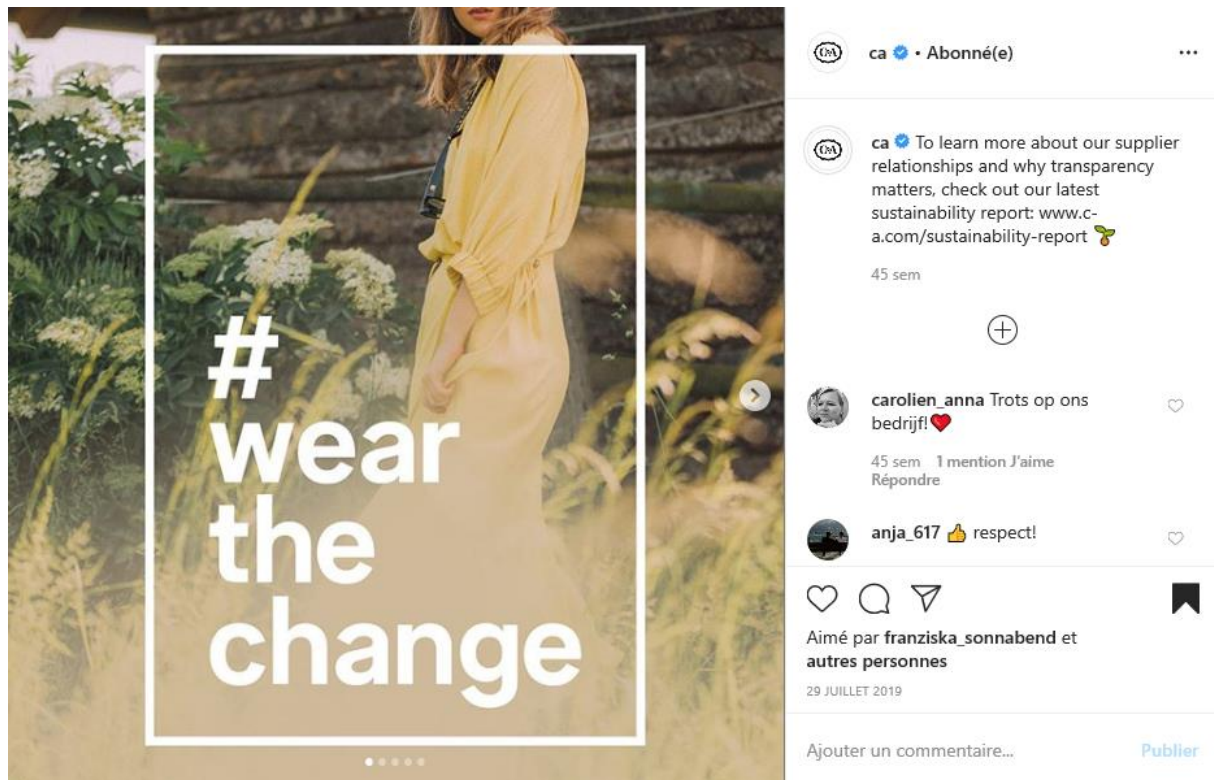 #
wear
the
change
C&A
ca • Abonné(e)
C&A
ca To learn more about our supplier
relationships and why transparency
matters, check out our latest
sustainability report: www.c-
a.com/sustainability-report 🌱
45 sem
carolien_anna Trots op ons
bedrijf!❤️
45 sem 1 mention J'aime
Répondre
anja_617 👍 respect!
Aimé par franziska_sonnabend et
autres personnes
29 JUILLET 2019
Ajouter un commentaire... Publier